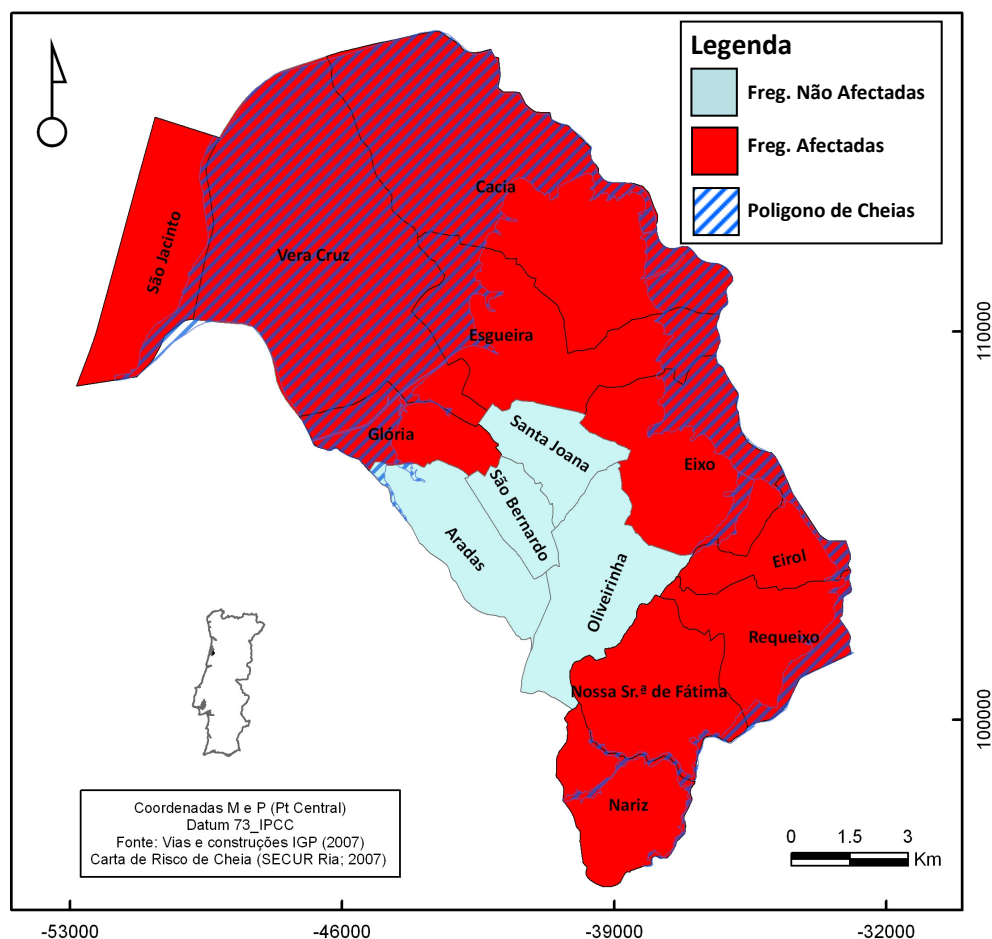 Legenda
Freg. Não Afectadas
Freg. Afectadas
Poligono de Cheias
Cacia
São Jacinto
Vera Cruz
Esgueira
Glória
Santa Joana
Eixo
São Bernardo
Aradas
Eirol
Oliveirinha
Requeixo
Nossa Sr.ª de Fátima
Nariz
110000
100000
Coordenadas M e P (Pt Central)
Datum 73_IPCC
Fonte: Vias e construções IGP (2007)
Carta de Risco de Cheia (SECUR Ria; 2007)
0 1.5 3
Km
-53000 -46000 -39000 -32000